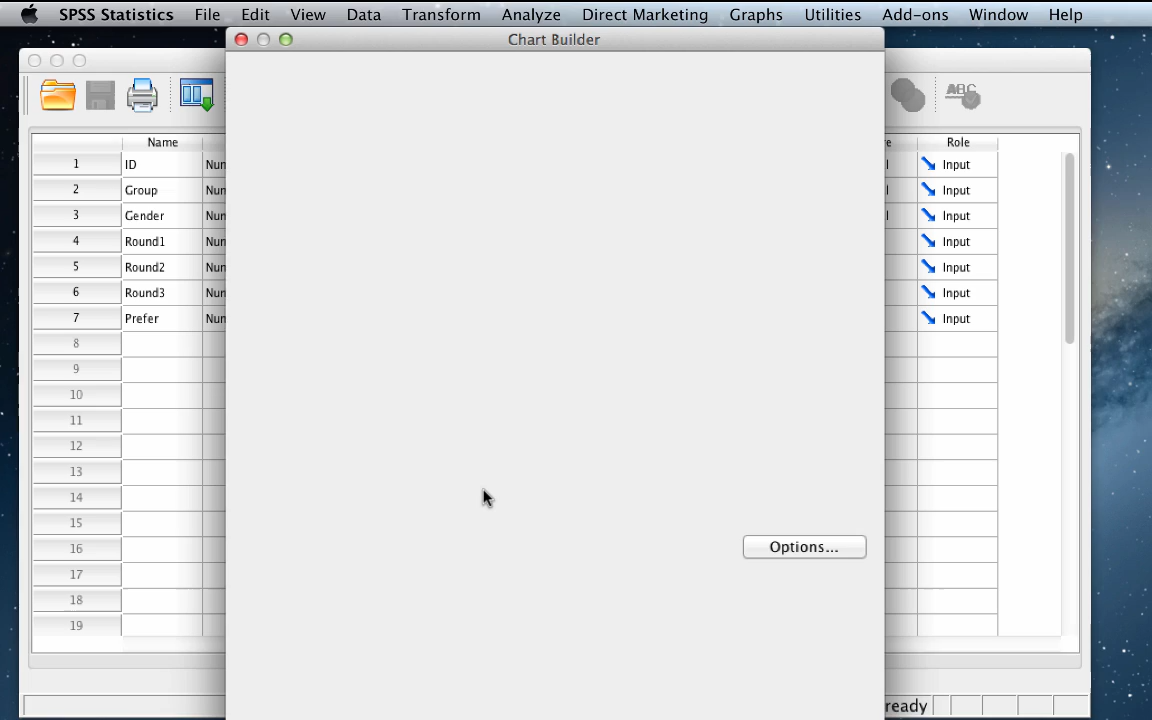 SPSS Statistics File Edit View Data Transform Analyze Direct Marketing Graphs Utilities Add-ons Window Help
Chart Builder
ABC
Name Role
1 ID Input
2 Group Input
3 Gender Input
4 Round1 Input
5 Round2 Input
6 Round3 Input
7 Prefer Input
8
9
10
11
12
13
14
15
16
17
18
19
Options...
ready